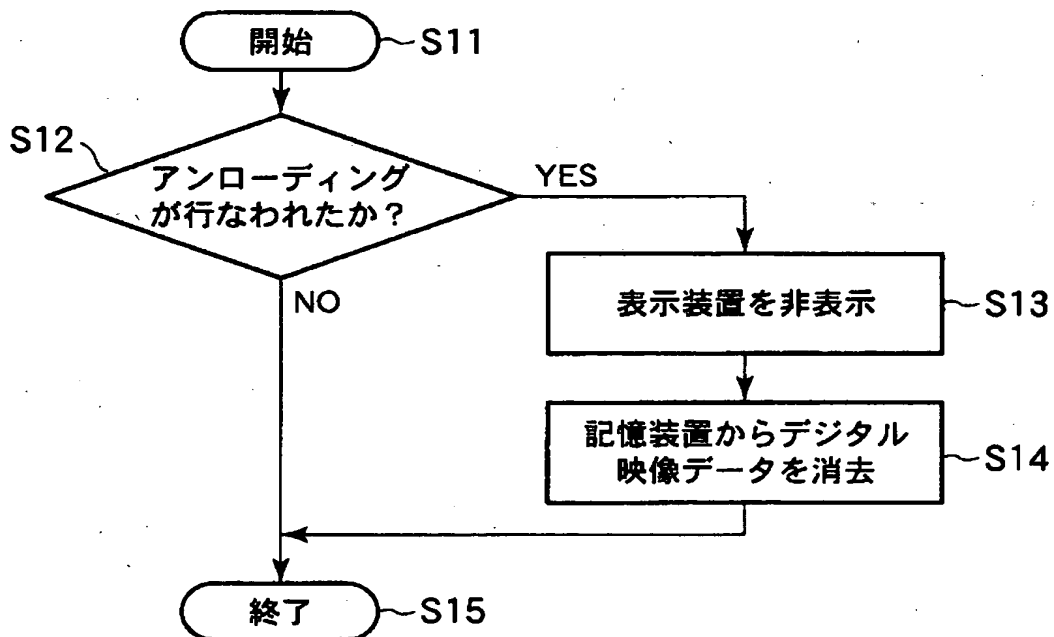 開始
S11
S12
アンローディング
が行なわれたか？
YES
NO
表示装置を非表示
S13
記憶装置からデジタル
映像データを消去
S14
終了
S15